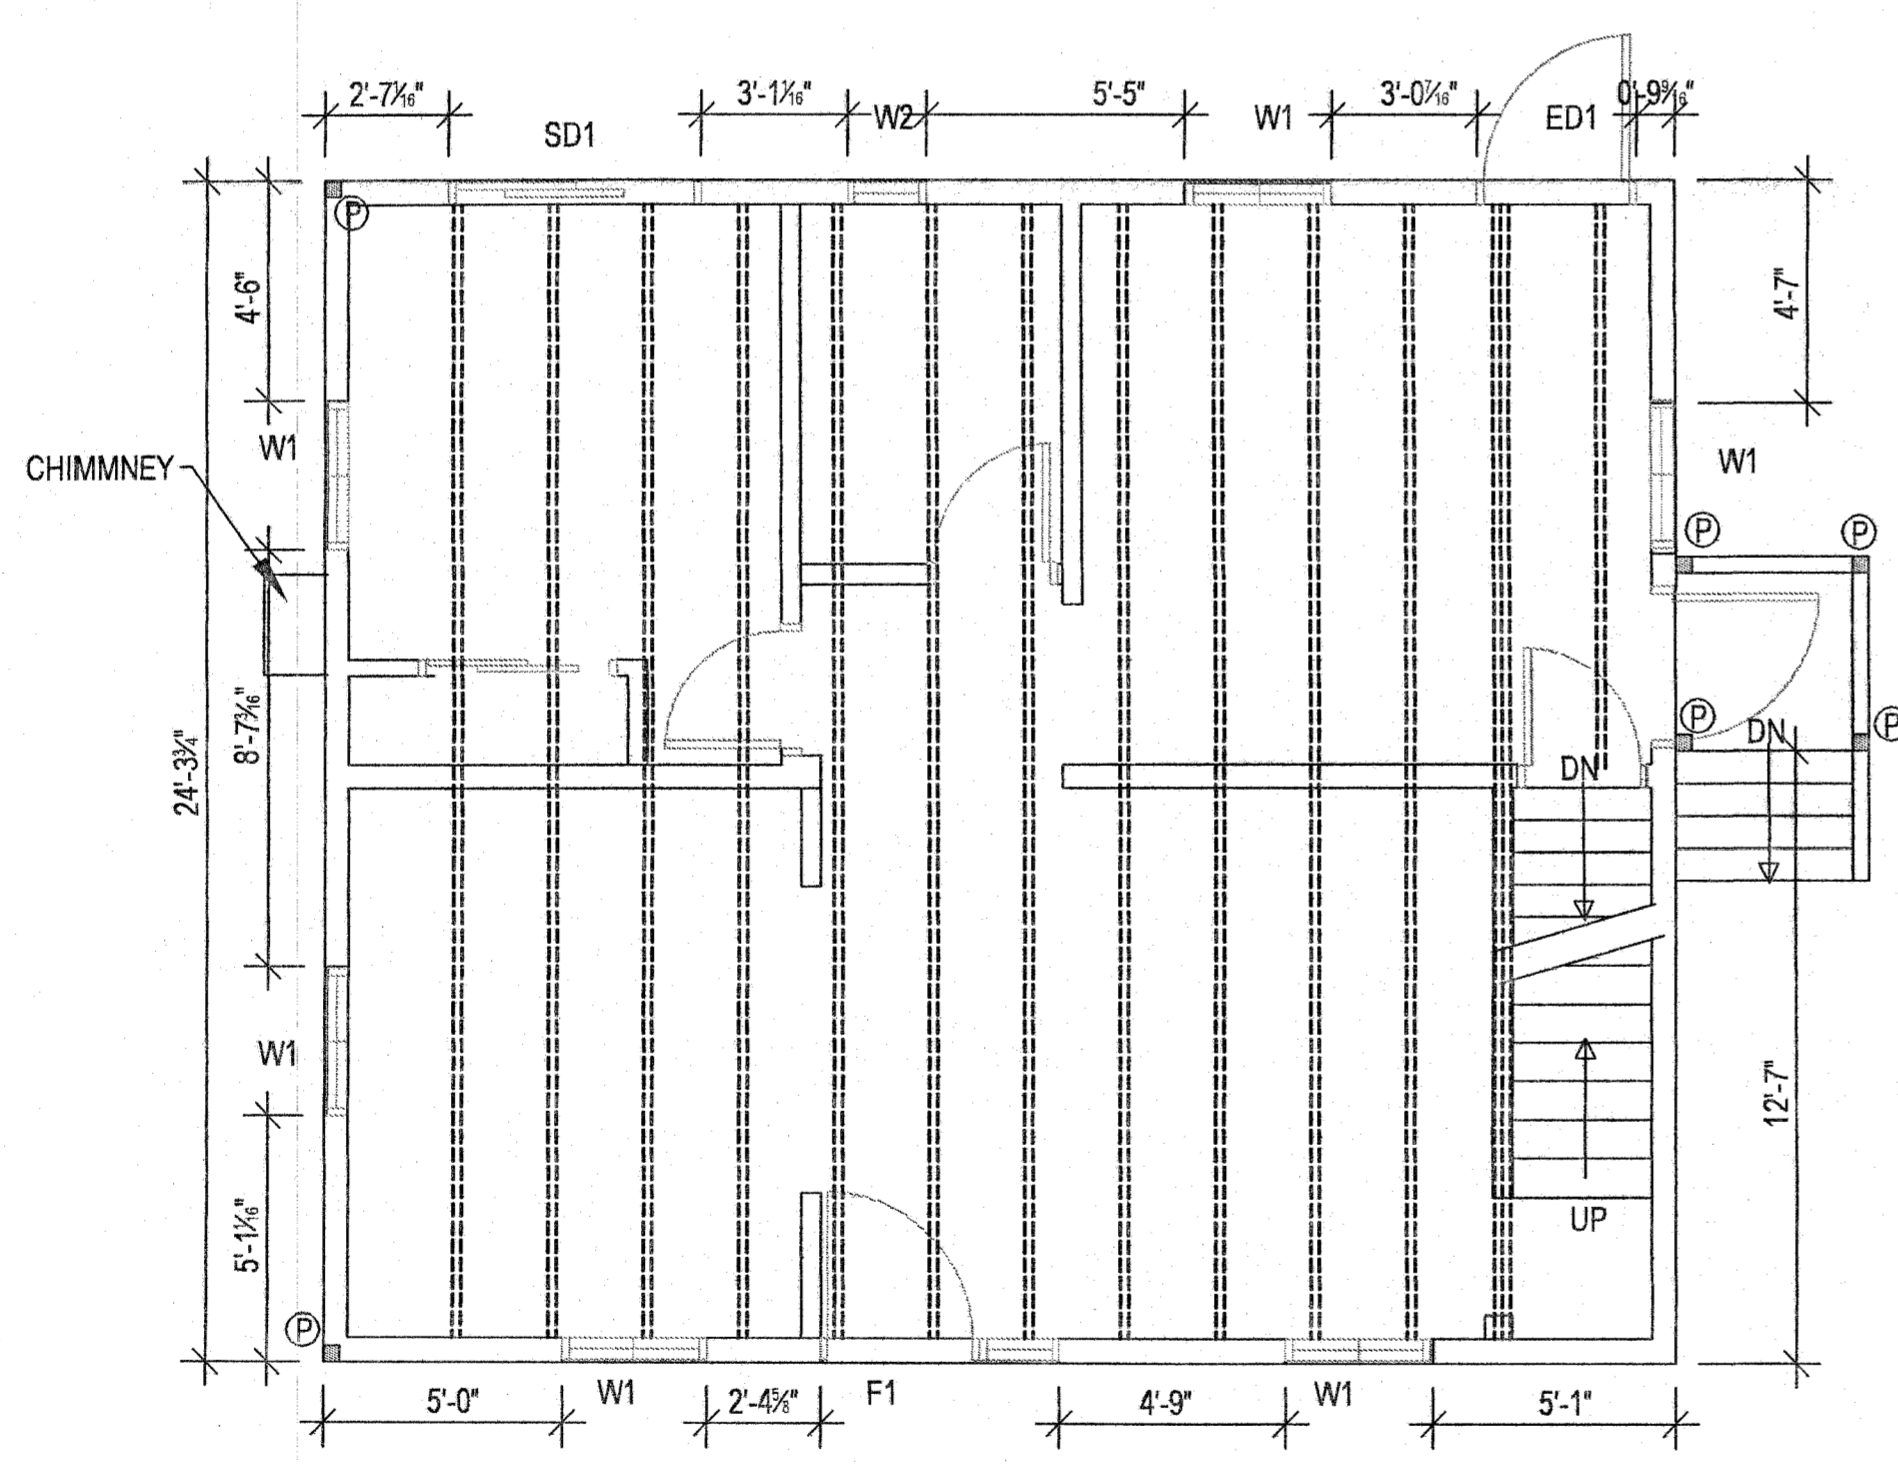 2'-7 1/16" 3'-1 1/16" 5'-5" 3'-0 7/16" 0'-9 9/16"
SD1 W2 W1 ED1
P
4'-6" 4'-7"
W1 W1
CHIMMNEY
P P
P P
DN
DN
8'-7 3/16"
24'-3 3/4"
W1
12'-7"
5'-1 1/16"
UP
P
5'-0" W1 2'-4 5/8" F1 4'-9" W1 5'-1"